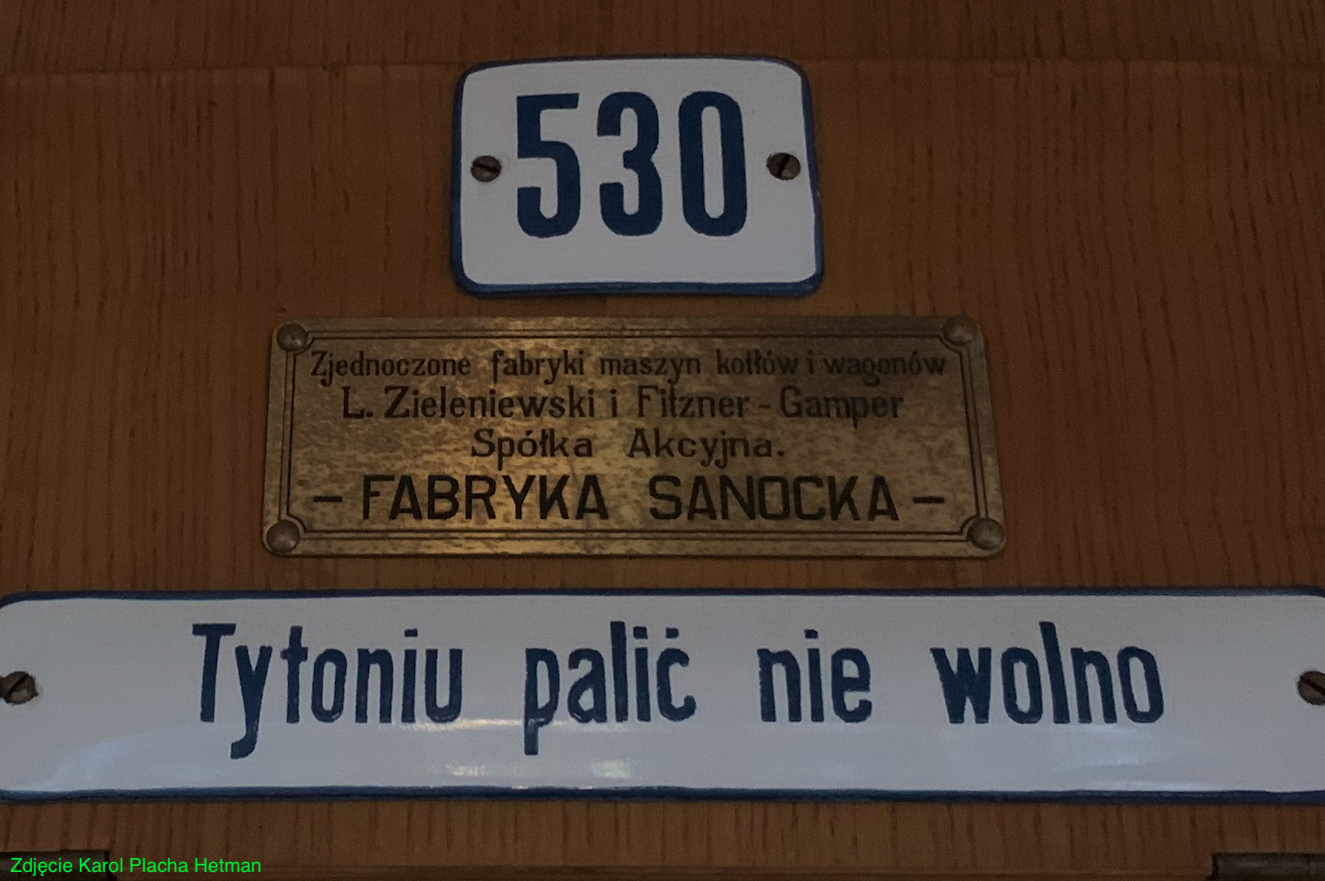 530
Zjednoczone fabryki maszyn kotłów i wagonów
L. Zieleniewski i Fitzner - Gamper
Spółka Akcyjna.
- FABRYKA SANOCKA -
Tytoniu palić nie wolno
Zdjęcie Karol Placha Hetman